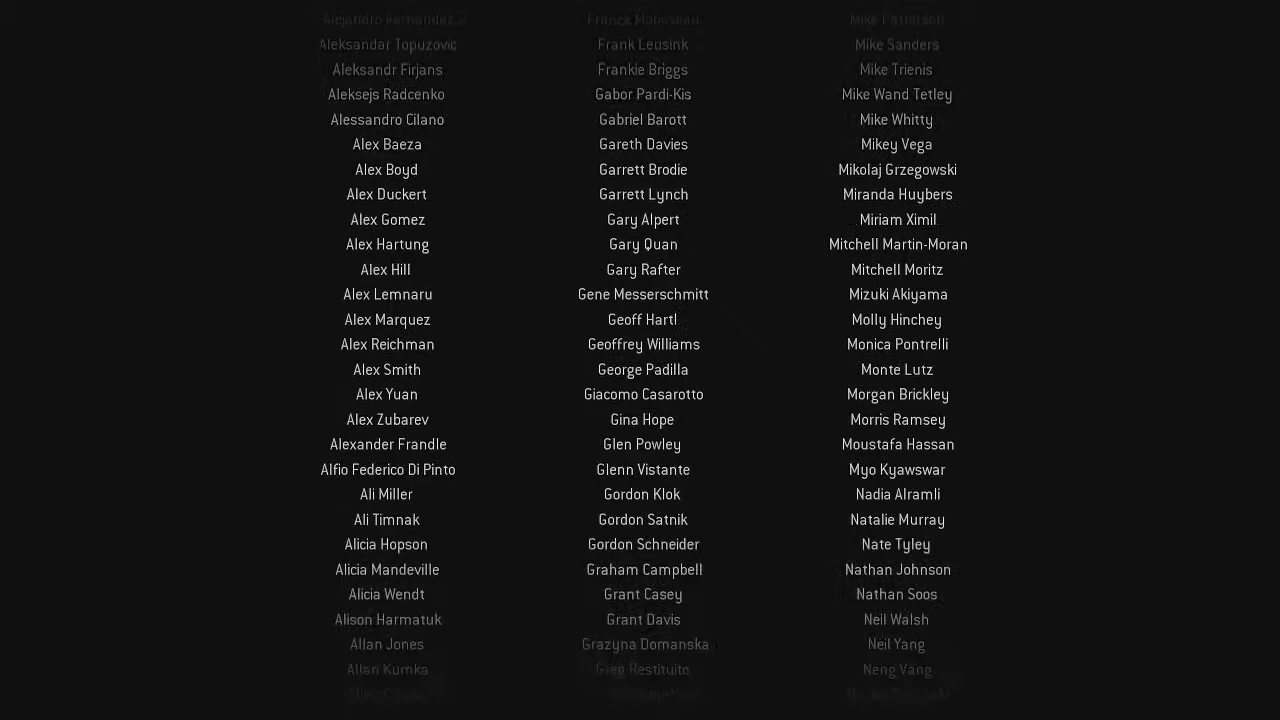 Aleksandar Topuzovic
Aleksandr Firjans
Aleksejs Radcenko
Alessandro Cilano
Alex Baeza
Alex Boyd
Alex Duckert
Alex Gomez
Alex Hartung
Alex Hill
Alex Lemnaru
Alex Marquez
Alex Reichman
Alex Smith
Alex Yuan
Alex Zubarev
Alexander Frandle
Alfio Federico Di Pinto
Ali Miller
Ali Timnak
Alicia Hopson
Alicia Mandeville
Alicia Wendt
Alison Harmatuk
Allan Jones
Allan Kumka
Franck Mousseau
Frank Leusink
Frankie Briggs
Gabor Pardi-Kis
Gabriel Barott
Gareth Davies
Garrett Brodie
Garrett Lynch
Gary Alpert
Gary Quan
Gary Rafter
Gene Messerschmitt
Geoff Hartl
Geoffrey Williams
George Padilla
Giacomo Casarotto
Gina Hope
Glen Powley
Glenn Vistante
Gordon Klok
Gordon Satnik
Gordon Schneider
Graham Campbell
Grant Casey
Grant Davis
Grazyna Domanska
Greg Restituito
Mike Patterson
Mike Sanders
Mike Trienis
Mike Wand Tetley
Mike Whitty
Mikey Vega
Mikolaj Grzegowski
Miranda Huybers
Miriam Ximil
Mitchell Martin-Moran
Mitchell Moritz
Mizuki Akiyama
Molly Hinchey
Monica Pontrelli
Monte Lutz
Morgan Brickley
Morris Ramsey
Moustafa Hassan
Myo Kyawswar
Nadia Alramli
Natalie Murray
Nate Tyley
Nathan Johnson
Nathan Soos
Neil Walsh
Neil Yang
Neng Vang